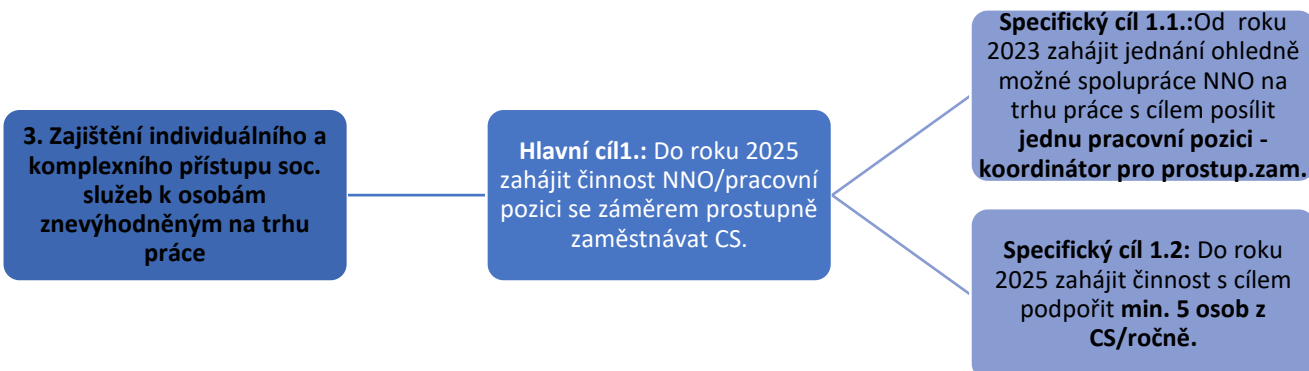 3. Zajištění individuálního a
komplexního přístupu soc.
služeb k osobám
znevýhodněným na trhu
práce
Hlavní cíl1.: Do roku 2025
zahájit činnost NNO/pracovní
pozici se záměrem prostupně
zaměstnávat CS.
Specifický cíl 1.1.:Od roku
2023 zahájit jednání ohledně
možné spolupráce NNO na
trhu práce s cílem posílit
jednu pracovní pozici -
koordinátor pro prostup.zam.
Specifický cíl 1.2: Do roku
2025 zahájit činnost s cílem
podpořit min. 5 osob z
CS/ročně.